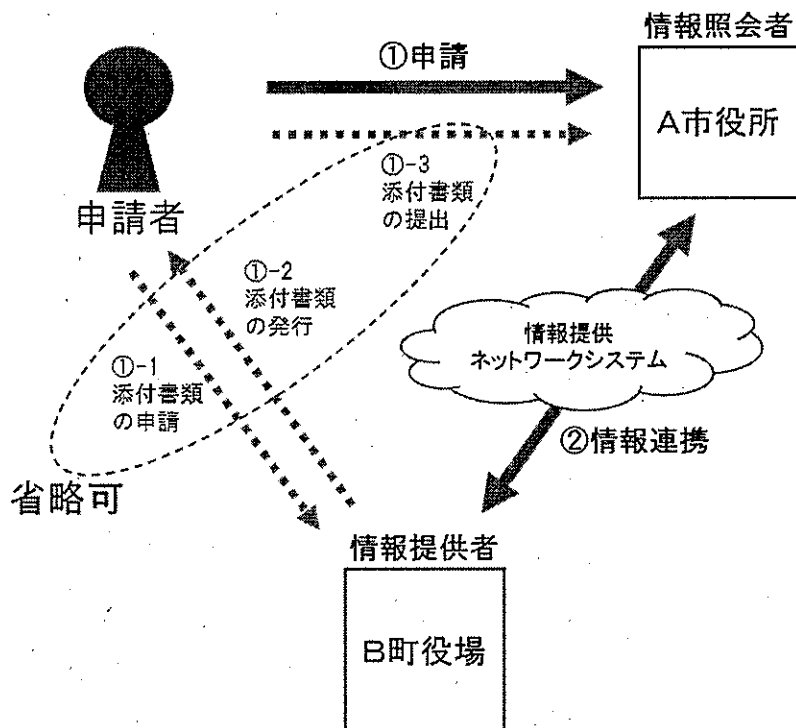 情報照会者
①申請
A市役所
①-3
添付書類
の提出
申請者
①-2
添付書類
の発行
情報提供
ネットワークシステム
①-1
添付書類
の申請
②情報連携
省略可
情報提供者
B町役場